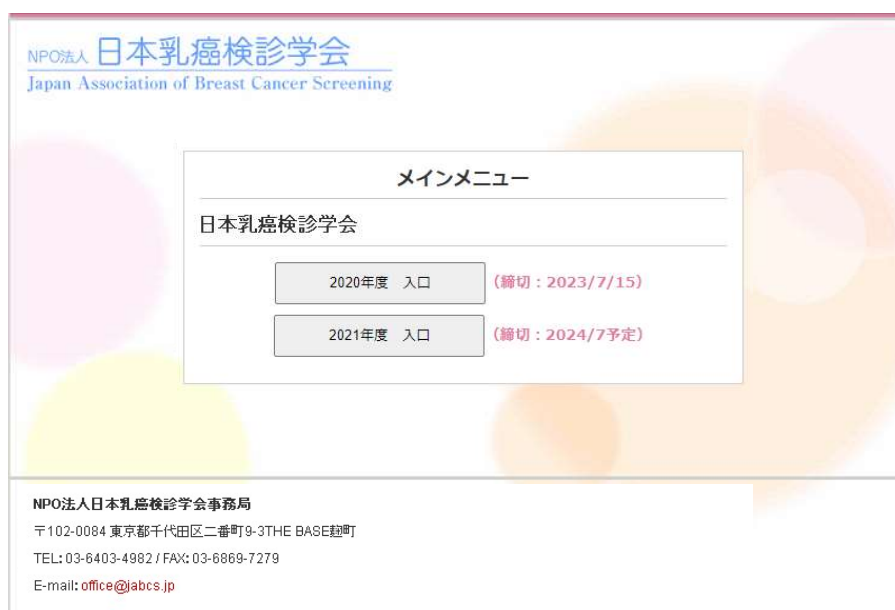 NPO法人 日本乳癌検診学会
Japan Association of Breast Cancer Screening
メインメニュー
日本乳癌検診学会
2020年度 入口 (締切：2023/7/15)
2021年度 入口 (締切：2024/7予定)
NPO法人日本乳癌検診学会事務局
〒102-0084 東京都千代田区二番町9-3THE BASE麹町
TEL: 03-6403-4982 / FAX: 03-6869-7279
E-mail: office@jabcs.jp